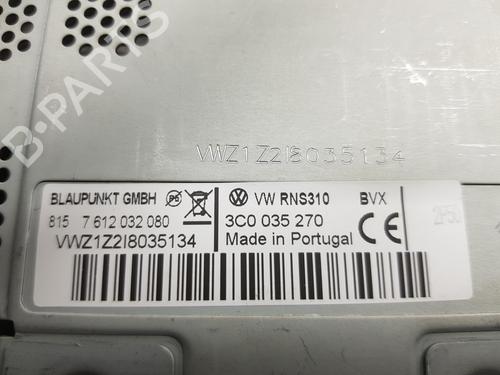 B-PARTS
VWZ1Z2I8035134
BLAUPUNKT GMBH
VW RNS310
BVX
815 7 612 032 080
3C0 035 270
CE
VWZ1Z2I8035134
Made in Portugal